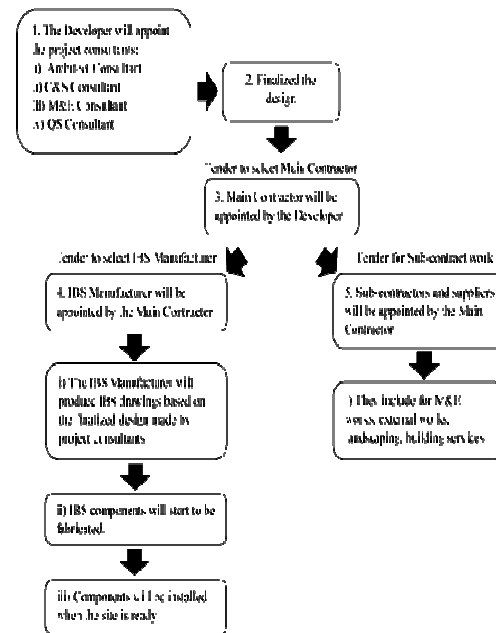 1. The Developer will appoint
the project consultants:
i) Architect Consultant
ii) C&S Consultant
iii) M&E Consultant
iv) QS Consultant
2. Finalized the
design
Tender to select Main Contractor
3. Main Contractor will be
appointed by the Developer
Tender to select IBS Manufacturer
Tender for Sub-contract work
4. IBS Manufacturer will be
appointed by the Main Contracter
5. Sub-contractors and suppliers
will be appointed by the Main
Contractor
i) The IBS Manufacturer will
produce IBS drawings based on
the finalized design made by
project consultants
i) They include for M&E
works, external works,
landscaping, building services
ii) IBS components will start to be
fabricated.
iii) Components will be installed
when the site is ready